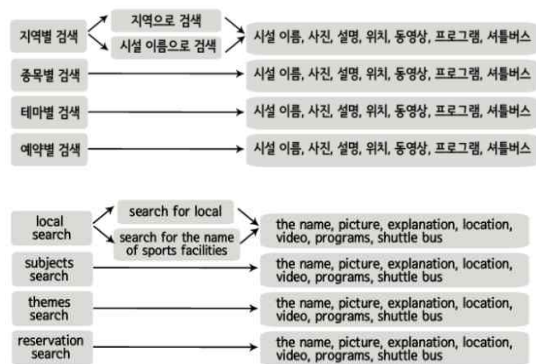 지역별 검색
지역으로 검색
시설 이름으로 검색
시설 이름, 사진, 설명, 위치, 동영상, 프로그램, 셔틀버스
종목별 검색
시설 이름, 사진, 설명, 위치, 동영상, 프로그램, 셔틀버스
테마별 검색
시설 이름, 사진, 설명, 위치, 동영상, 프로그램, 셔틀버스
예약별 검색
시설 이름, 사진, 설명, 위치, 동영상, 프로그램, 셔틀버스
local
search
search for local
search for the name
of sports facilities
the name, picture, explanation, location,
video, programs, shuttle bus
subjects
search
the name, picture, explanation, location,
video, programs, shuttle bus
themes
search
the name, picture, explanation, location,
video, programs, shuttle bus
reservation
search
the name, picture, explanation, location,
video, programs, shuttle bus